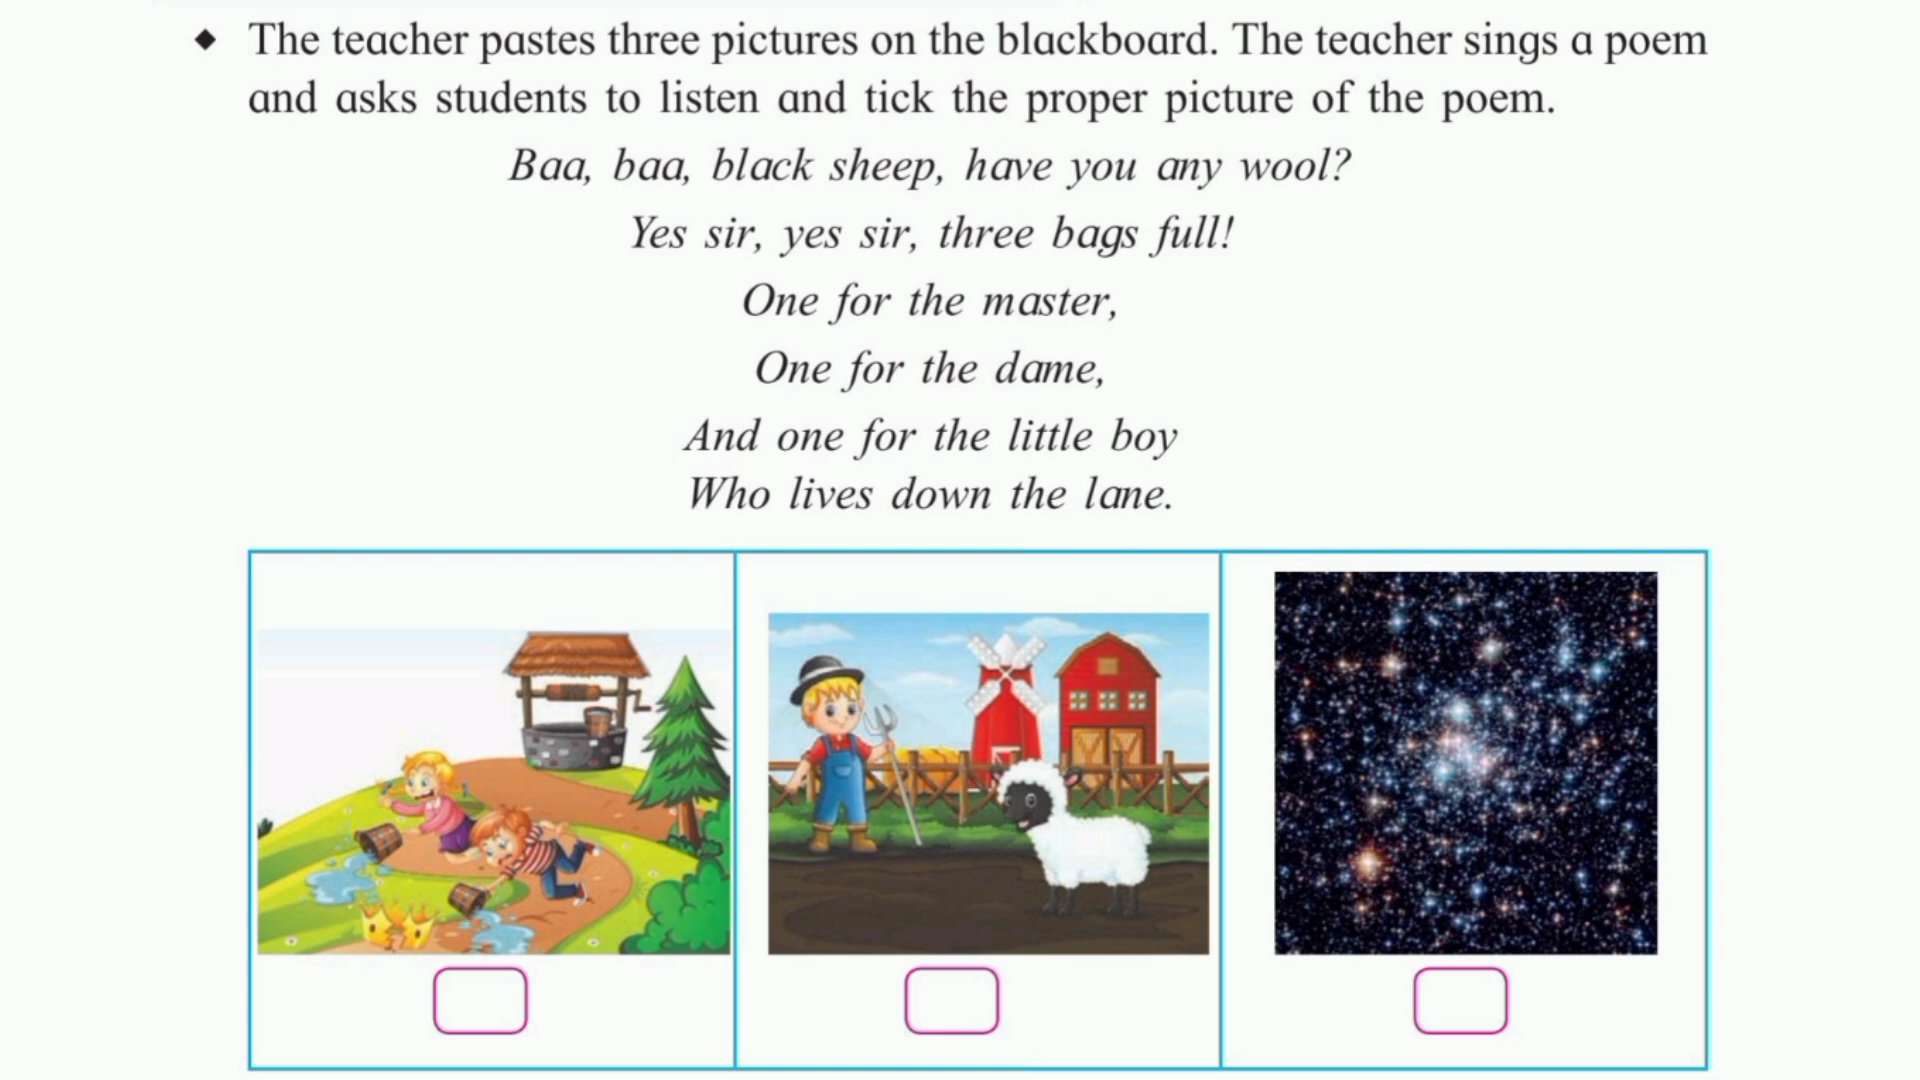 ◆ The teacher pastes three pictures on the blackboard. The teacher sings a poem
and asks students to listen and tick the proper picture of the poem.
Baa, baa, black sheep, have you any wool?
Yes sir, yes sir, three bags full!
One for the master,
One for the dame,
And one for the little boy
Who lives down the lane.